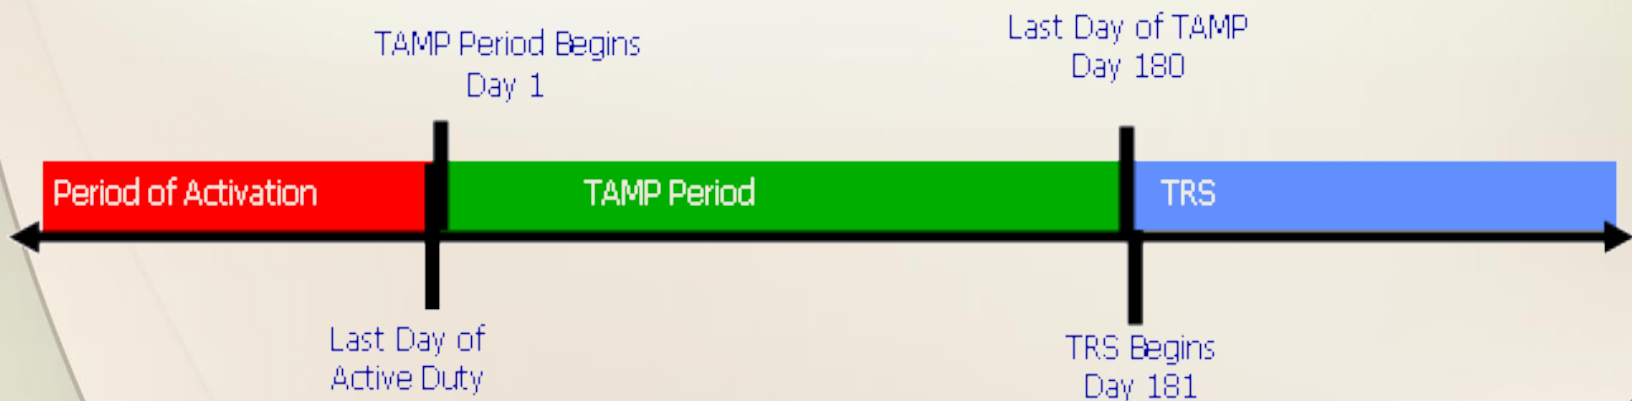 TAMP Period Begins
Day 1
Last Day of TAMP
Day 180
Period of Activation
TAMP Period
TRS
Last Day of
Active Duty
TRS Begins
Day 181